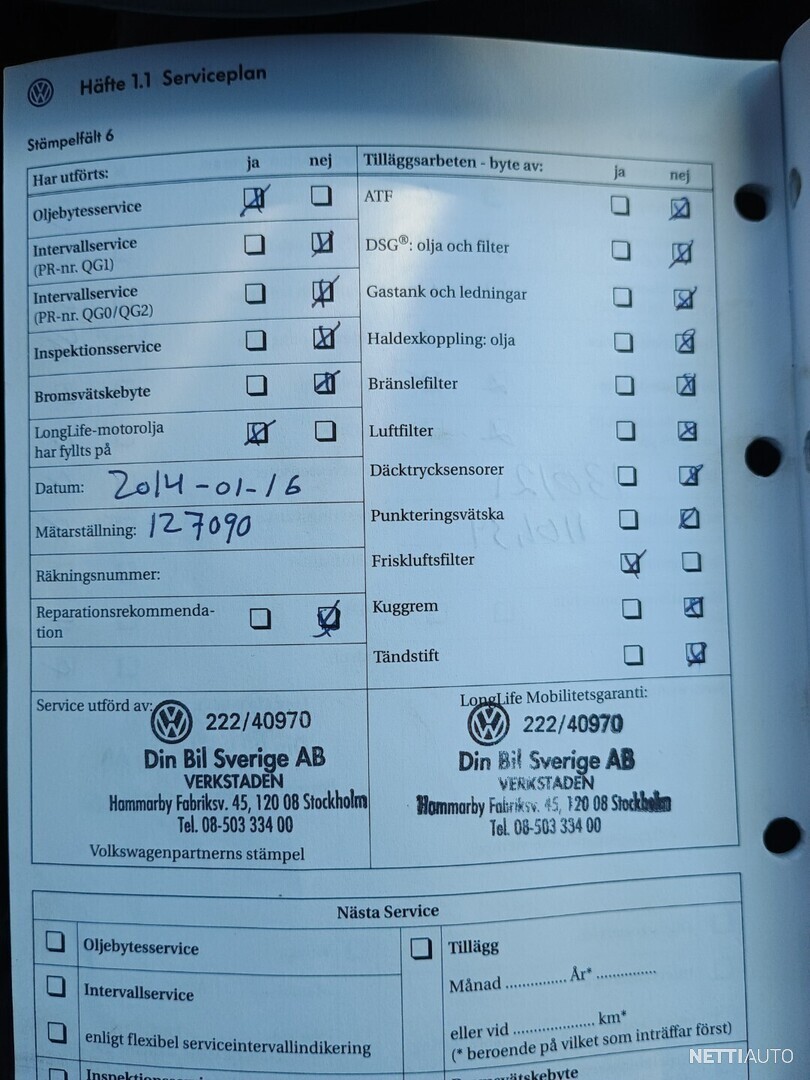 Häfte 1.1 Serviceplan
Stämpelfält 6
Har utförts: ja nej
Oljebytesservice
Intervallservice
(PR-nr. QG1)
Intervallservice
(PR-nr. QG0/QG2)
Inspektionsservice
Bromsvätskebyte
LongLife-motorolja
har fyllts på
Datum: 2014-01-16
Mätarställning: 127090
Räkningsnummer:
Reparationsrekommenda-
tion
Tilläggsarbeten - byte av: ja nej
ATF
DSG®: olja och filter
Gastank och ledningar
Haldexkoppling: olja
Bränslefilter
Luftfilter
Däcktrycksensorer
Punkteringsvätska
Friskluftsfilter
Kuggrem
Tändstift
Service utförd av:
222/40970
Din Bil Sverige AB
VERKSTADEN
Hammarby Fabriksv. 45, 120 08 Stockholm
Tel. 08-503 334 00
Volkswagenpartnerns stämpel
LongLife Mobilitetsgaranti:
222/40970
Din Bil Sverige AB
VERKSTADEN
Hammarby Fabriksv. 45, 120 08 Stockholm
Tel. 08-503 334 00
Nästa Service
Oljebytesservice
Intervallservice
enligt flexibel serviceintervallindikering
Inspektionsservice
Tillägg
Månad ............... År* ...............
eller vid .................... km*
(* beroende på vilket som inträffar först)
Bromsvätskebyte
NETTIAUTO